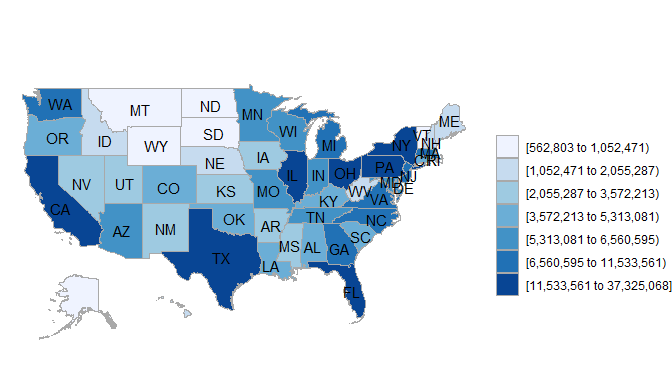 WA
MT
ND
MN
ME
OR
ID
SD
WI
MI
VT
NH
NY
MA
CT
RI
WY
NE
IA
PA
NJ
NV
UT
CO
KS
MO
IL
IN
OH
WV
MD
DE
VA
KY
CA
AZ
NM
OK
AR
TN
NC
SC
TX
LA
MS
AL
GA
FL
[562,803 to 1,052,471)
[1,052,471 to 2,055,287)
[2,055,287 to 3,572,213)
[3,572,213 to 5,313,081)
[5,313,081 to 6,560,595)
[6,560,595 to 11,533,561)
[11,533,561 to 37,325,068]